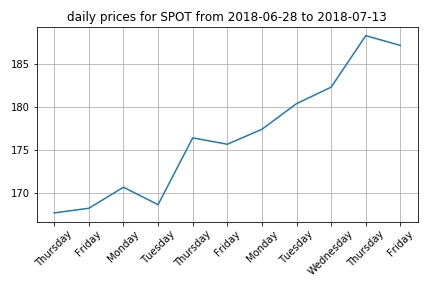 daily prices for SPOT from 2018-06-28 to 2018-07-13
185
180
175
170
Thursday
Friday
Monday
Tuesday
Thursday
Friday
Monday
Tuesday
Wednesday
Thursday
Friday